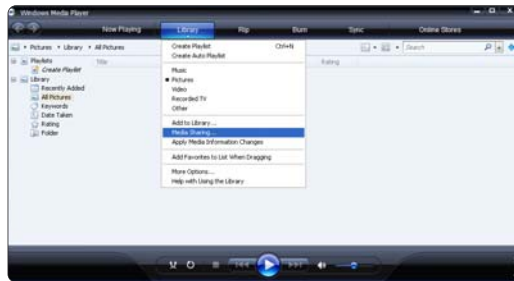 Windows Media Player
Now Playing
Library
Rip
Burn
Sync
Online Stores
Pictures Library All Pictures
Search
Playlists
Create Playlist
Library
Recently Added
All Pictures
Keywords
Date Taken
Rating
Folder
Title
Rating
Create Playlist Ctrl+N
Create Auto Playlist
Music
Pictures
Video
Recorded TV
Other
Add to Library...
Media Sharing...
Apply Media Information Changes
Add Favorites to List When Dragging
More Options...
Help with Using the Library